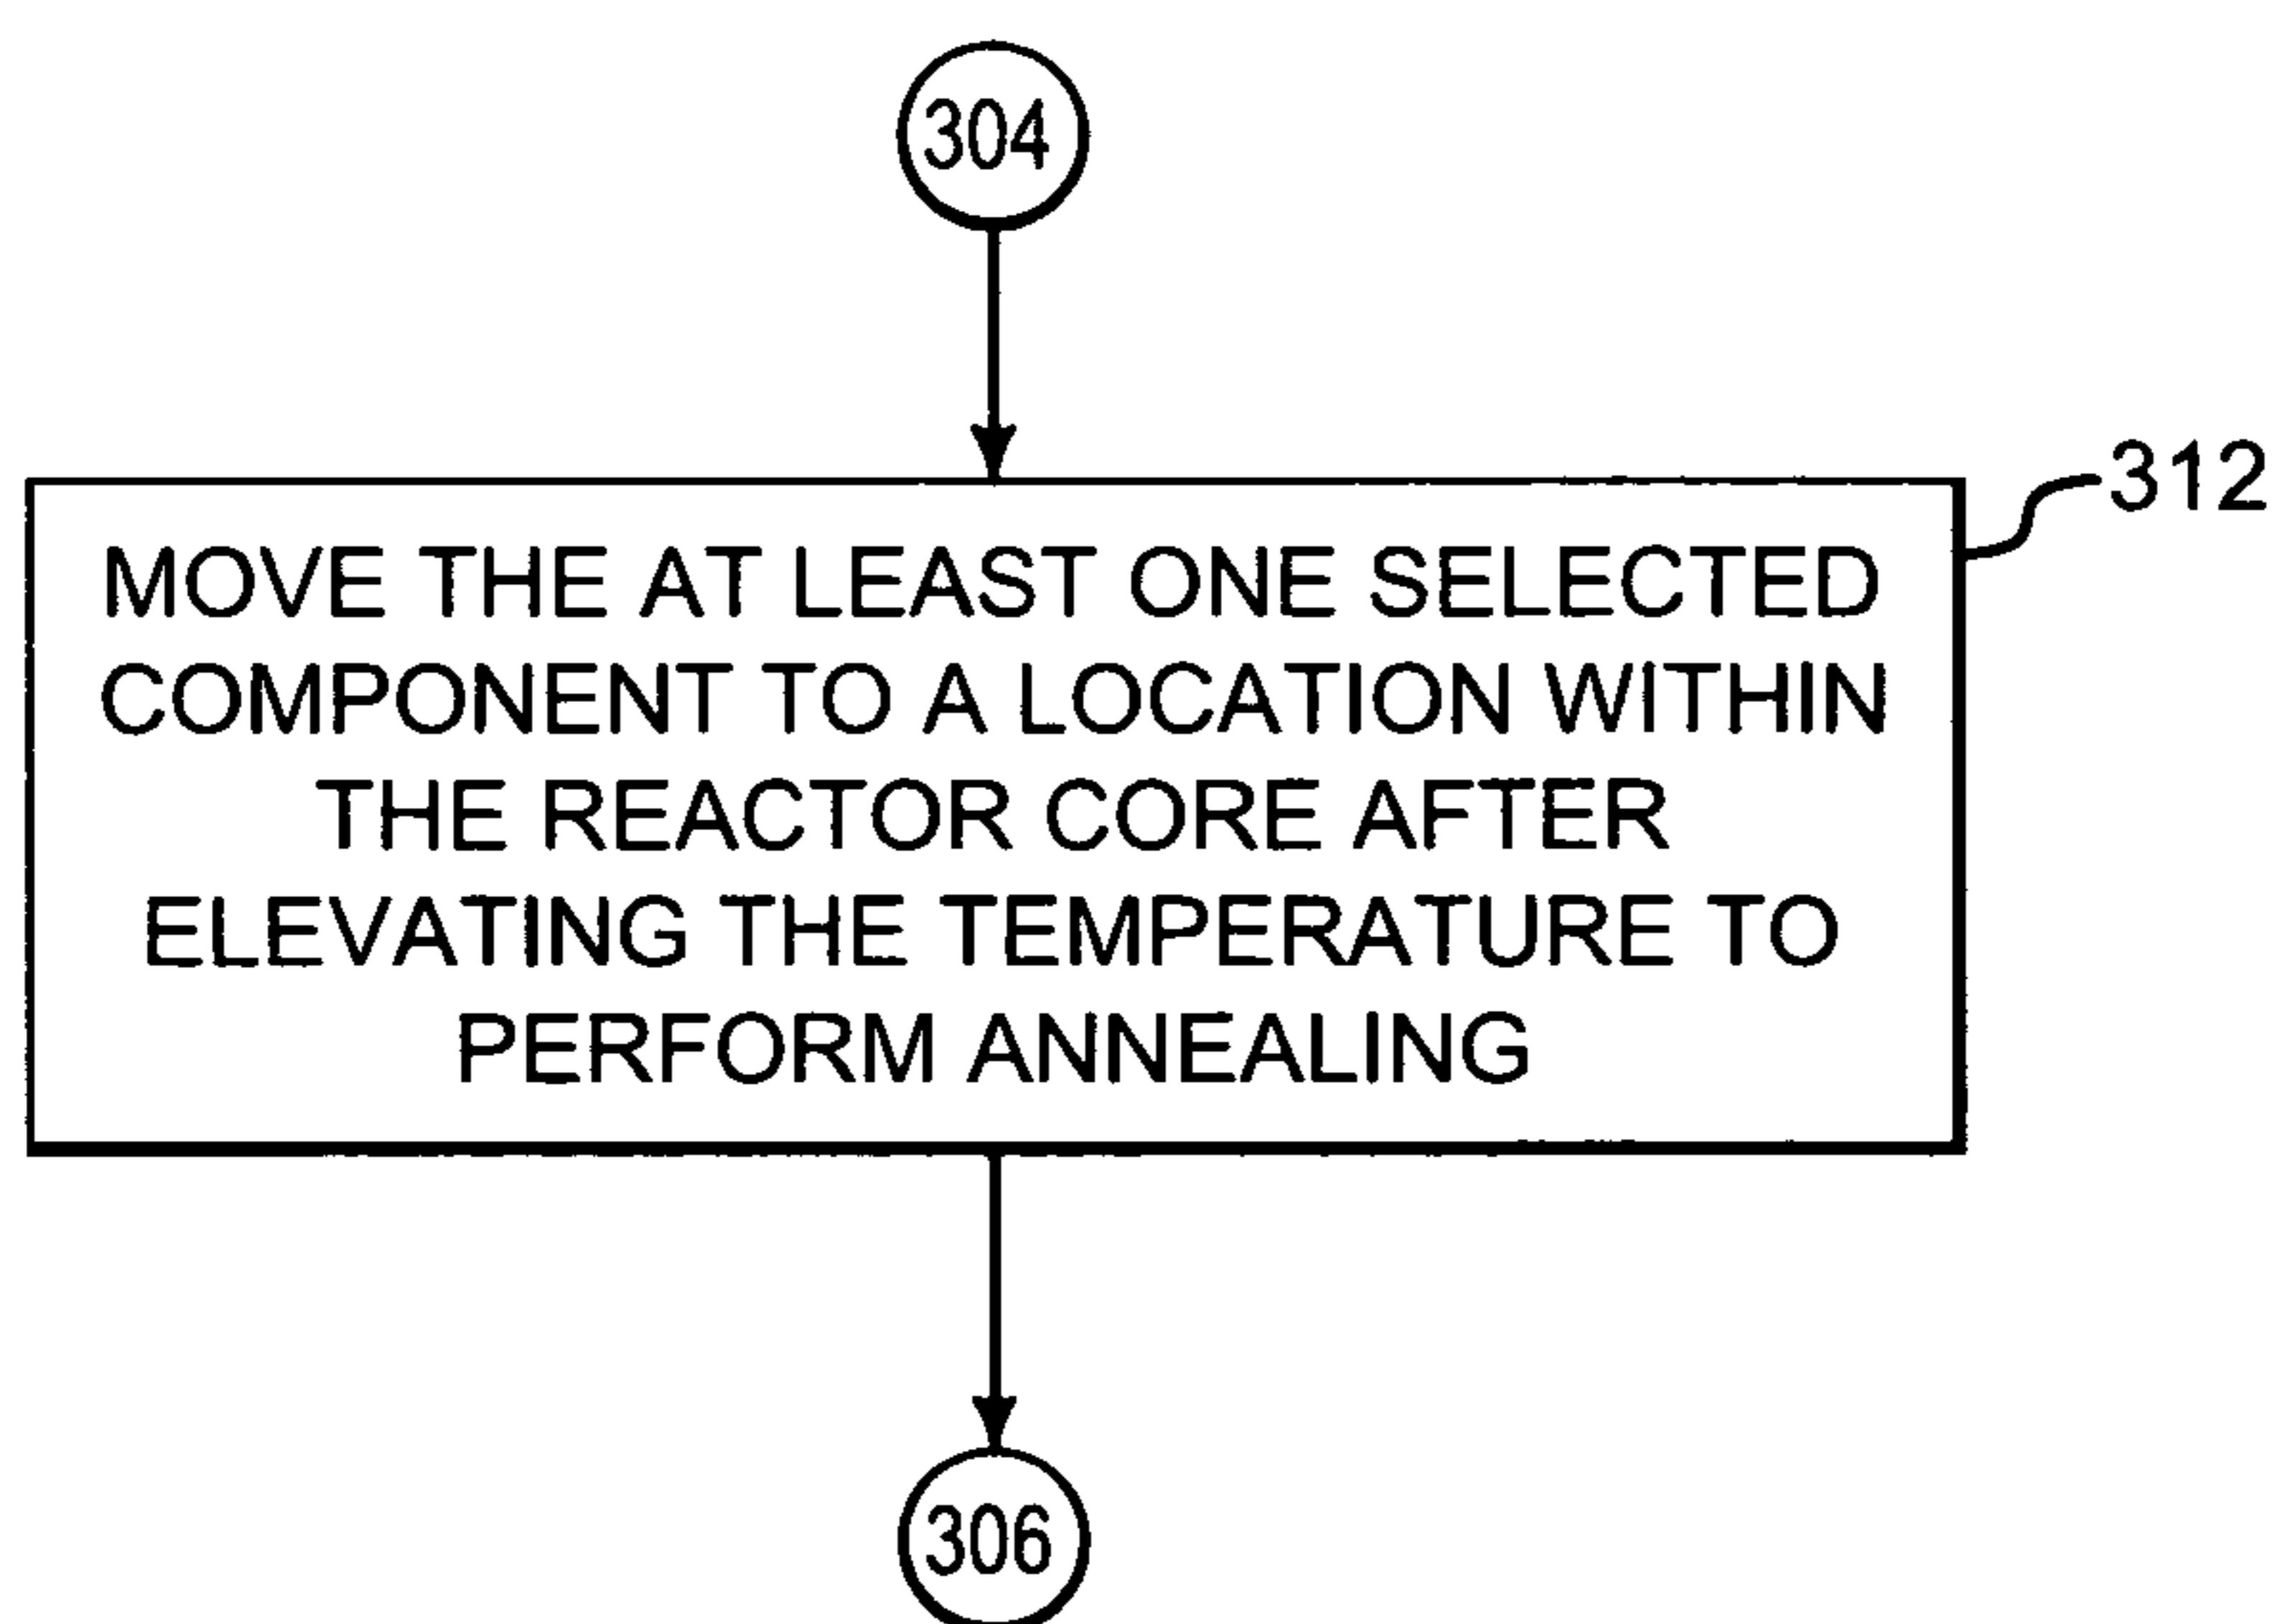 304
312
MOVE THE AT LEAST ONE SELECTED
COMPONENT TO A LOCATION WITHIN
THE REACTOR CORE AFTER
ELEVATING THE TEMPERATURE TO
PERFORM ANNEALING
306